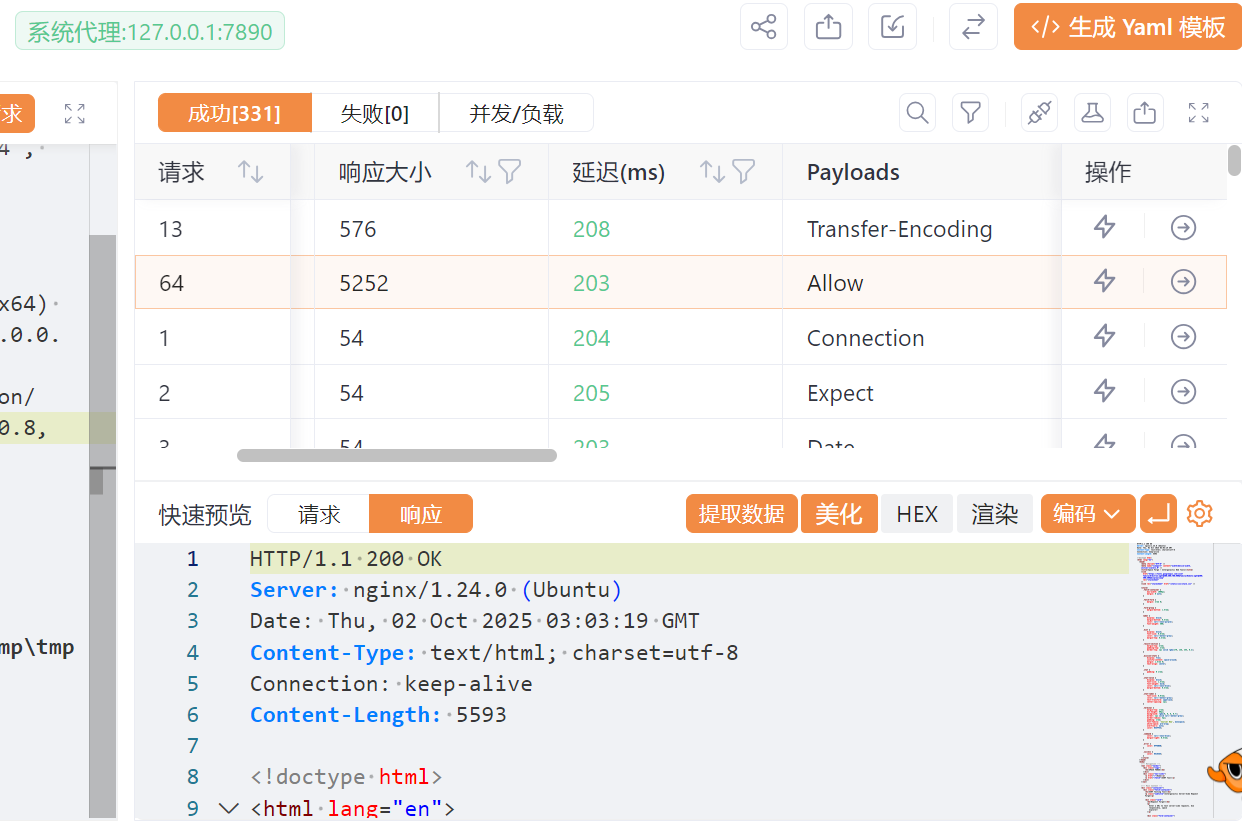 系统代理:127.0.0.1:7890
生成 Yaml 模板
求
成功[331] 失败[0] 并发/负载
请求 响应大小 延迟(ms) Payloads 操作
13 576 208 Transfer-Encoding
64 5252 203 Allow
1 54 204 Connection
2 54 205 Expect
3 54 203 Date
x64)
.0.0.
on/
0.8,
mp\tmp
快速预览 请求 响应 提取数据 美化 HEX 渲染 编码
1 HTTP/1.1 200 OK
2 Server: nginx/1.24.0 (Ubuntu)
3 Date: Thu, 02 Oct 2025 03:03:19 GMT
4 Content-Type: text/html; charset=utf-8
5 Connection: keep-alive
6 Content-Length: 5593
7
8 <!doctype html>
9 <html lang="en">